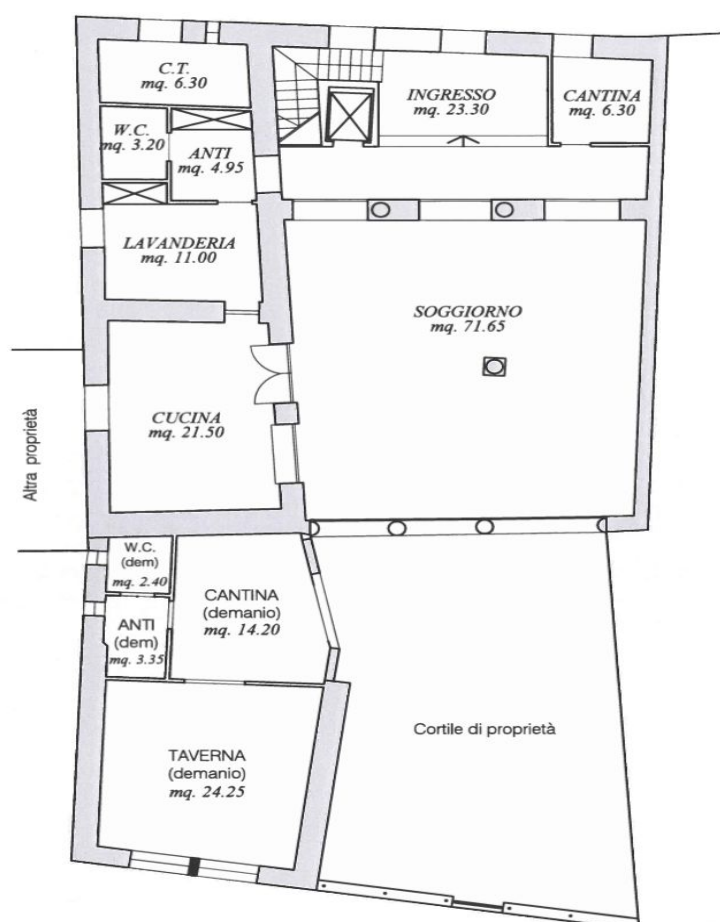 C.T.
mq. 6.30
INGRESSO
mq. 23.30
CANTINA
mq. 6.30
W.C.
mq. 3.20
ANTI
mq. 4.95
LAVANDERIA
mq. 11.00
SOGGIORNO
mq. 71.65
CUCINA
mq. 21.50
Altra proprietà
W.C.
(dem)
mq. 2.40
CANTINA
(demanio)
mq. 14.20
ANTI
(dem)
mq. 3.35
Cortile di proprietà
TAVERNA
(demanio)
mq. 24.25